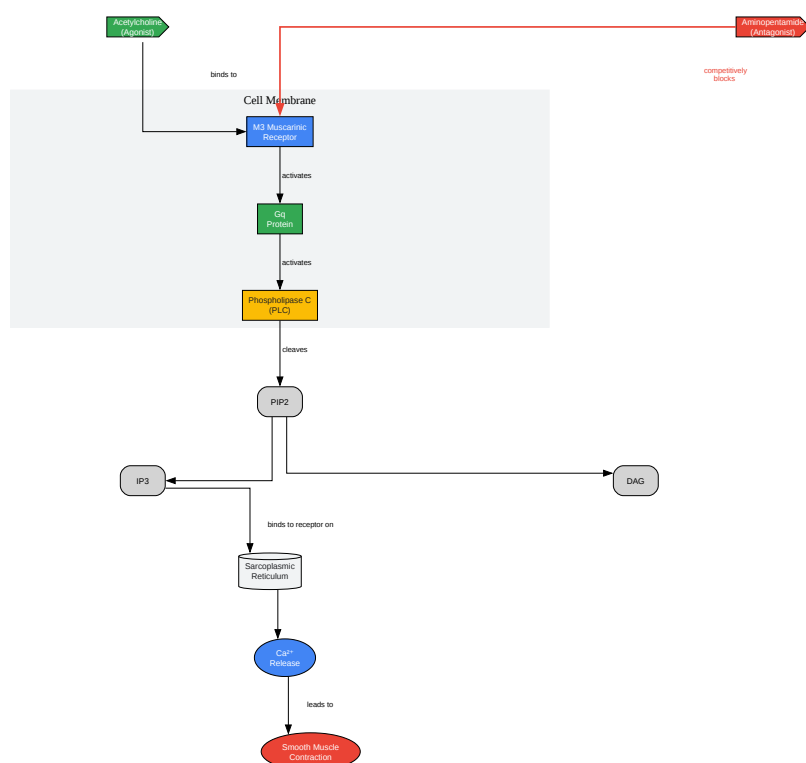 Acetylcholine
(Agonist)
Aminopentamide
(Antagonist)
binds to
competitively
blocks
Cell Membrane
M3 Muscarinic
Receptor
activates
Gq
Protein
activates
Phospholipase C
(PLC)
cleaves
PIP2
IP3
DAG
binds to receptor on
Sarcoplasmic
Reticulum
Ca²⁺
Release
leads to
Smooth Muscle
Contraction